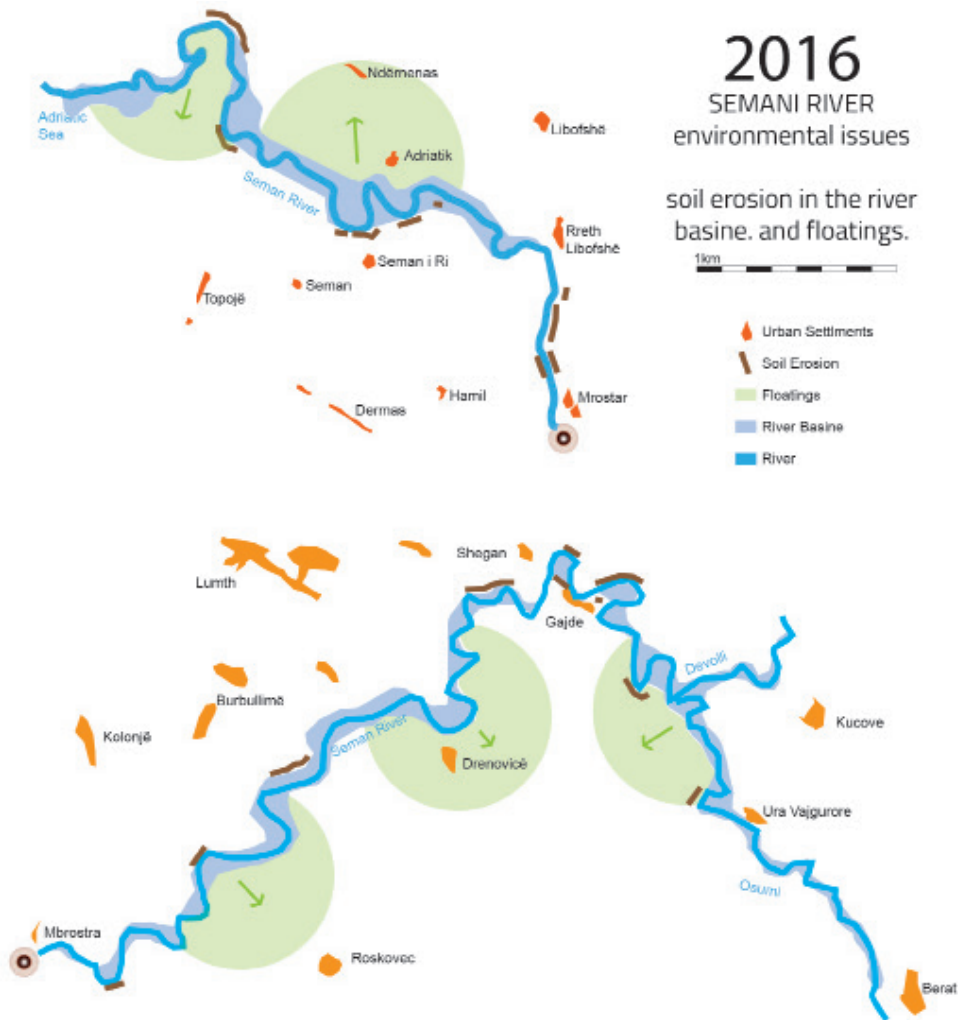 2016
SEMANI RIVER
environmental issues
soil erosion in the river
basine. and floatings.
1km
Urban Settlments
Soil Erosion
Floatings
River Basine
River
Ndëmenas
Adriatic
Sea
Libofshë
Adriatik
Seman River
Rreth
Libofshë
Seman i Ri
Seman
Topojë
Hamil
Dermas
Mrostar
Shegan
Lumth
Gajde
Devolli
Burbullimë
Kucove
Kolonjë
Seman River
Drenovicë
Ura Vajgurore
Osumi
Mbrostra
Roskovec
Berat